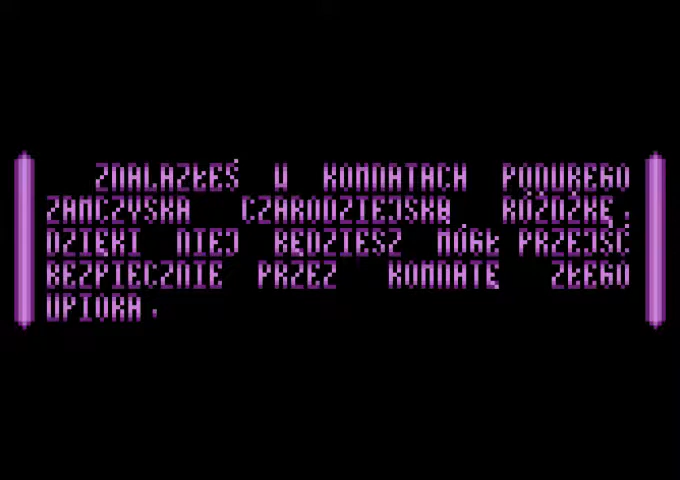 ZNALAZŁEŚ W KOMNATACH PONUREGO
ZAMCZYSKA CZARODZIEJSKĄ RÓŻDŻKĘ.
DZIĘKI NIEJ BĘDZIESZ MÓGŁ PRZEJŚĆ
BEZPIECZNIE PRZEZ KOMNATĘ ZŁEGO
UPIORA.